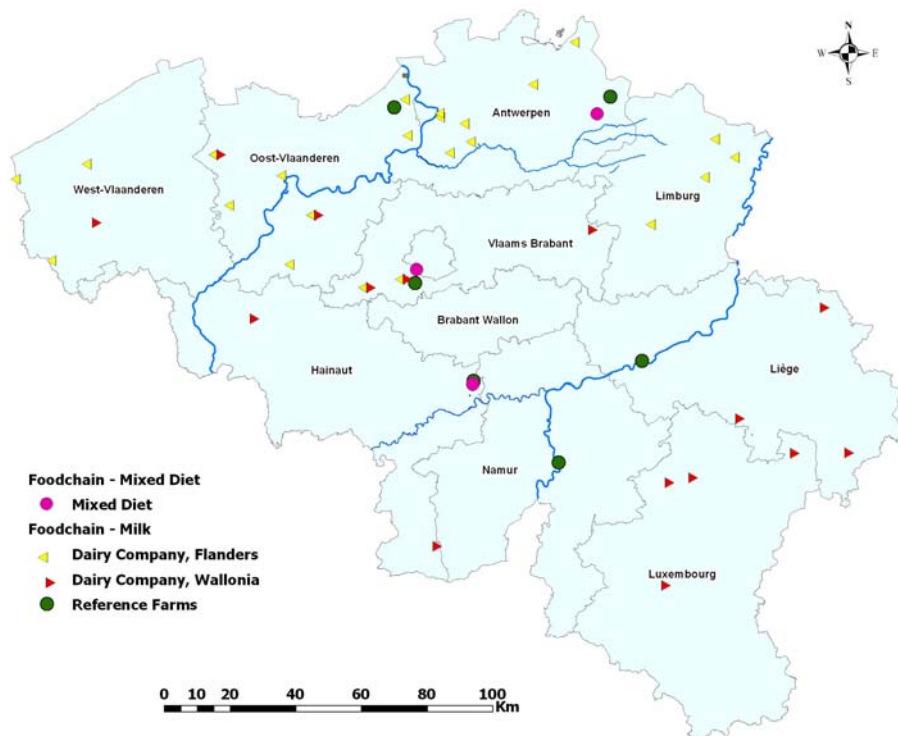 N
W E
S
Antwerpen
Oost-Vlaanderen
West-Vlaanderen
Limburg
Vlaams Brabant
Brabant Wallon
Hainaut
Liège
Namur
Luxembourg
Foodchain - Mixed Diet
Mixed Diet
Foodchain - Milk
Dairy Company, Flanders
Dairy Company, Wallonia
Reference Farms
0 10 20 40 60 80 100
Km